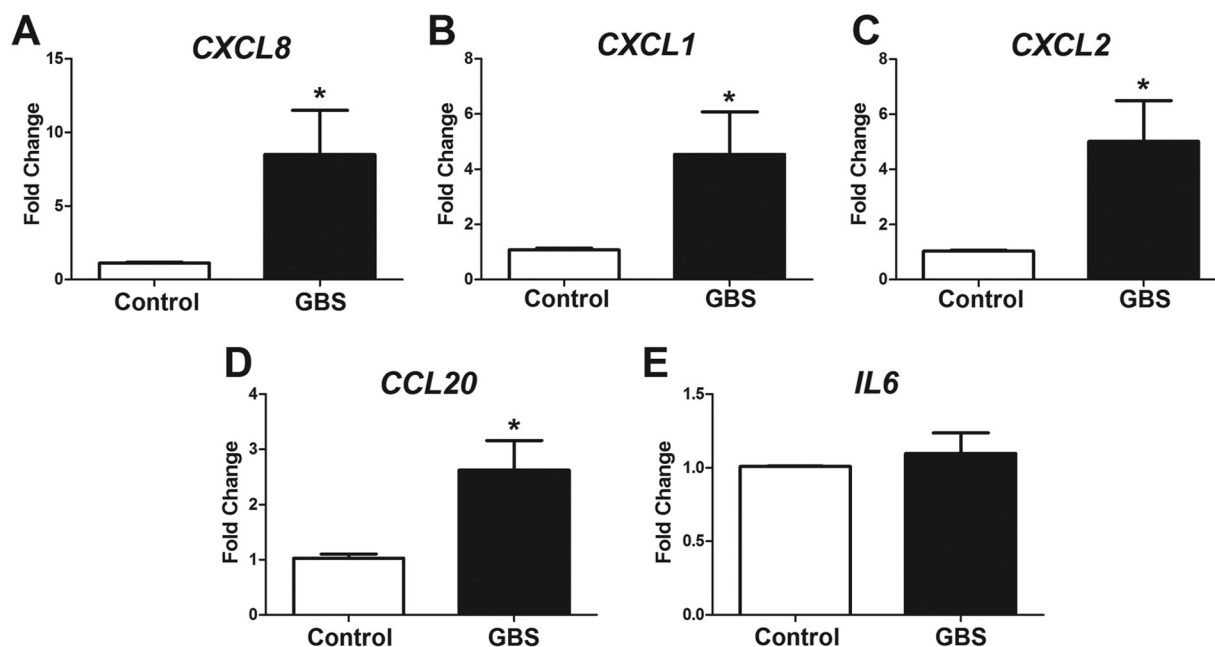 A
CXCL8
Fold Change
15
10
5
0
*
Control
GBS
B
CXCL1
Fold Change
8
6
4
2
0
*
Control
GBS
C
CXCL2
Fold Change
8
6
4
2
0
*
Control
GBS
D
CCL20
Fold Change
4
3
2
1
0
*
Control
GBS
E
IL6
Fold Change
1.5
1.0
0.5
0.0
Control
GBS